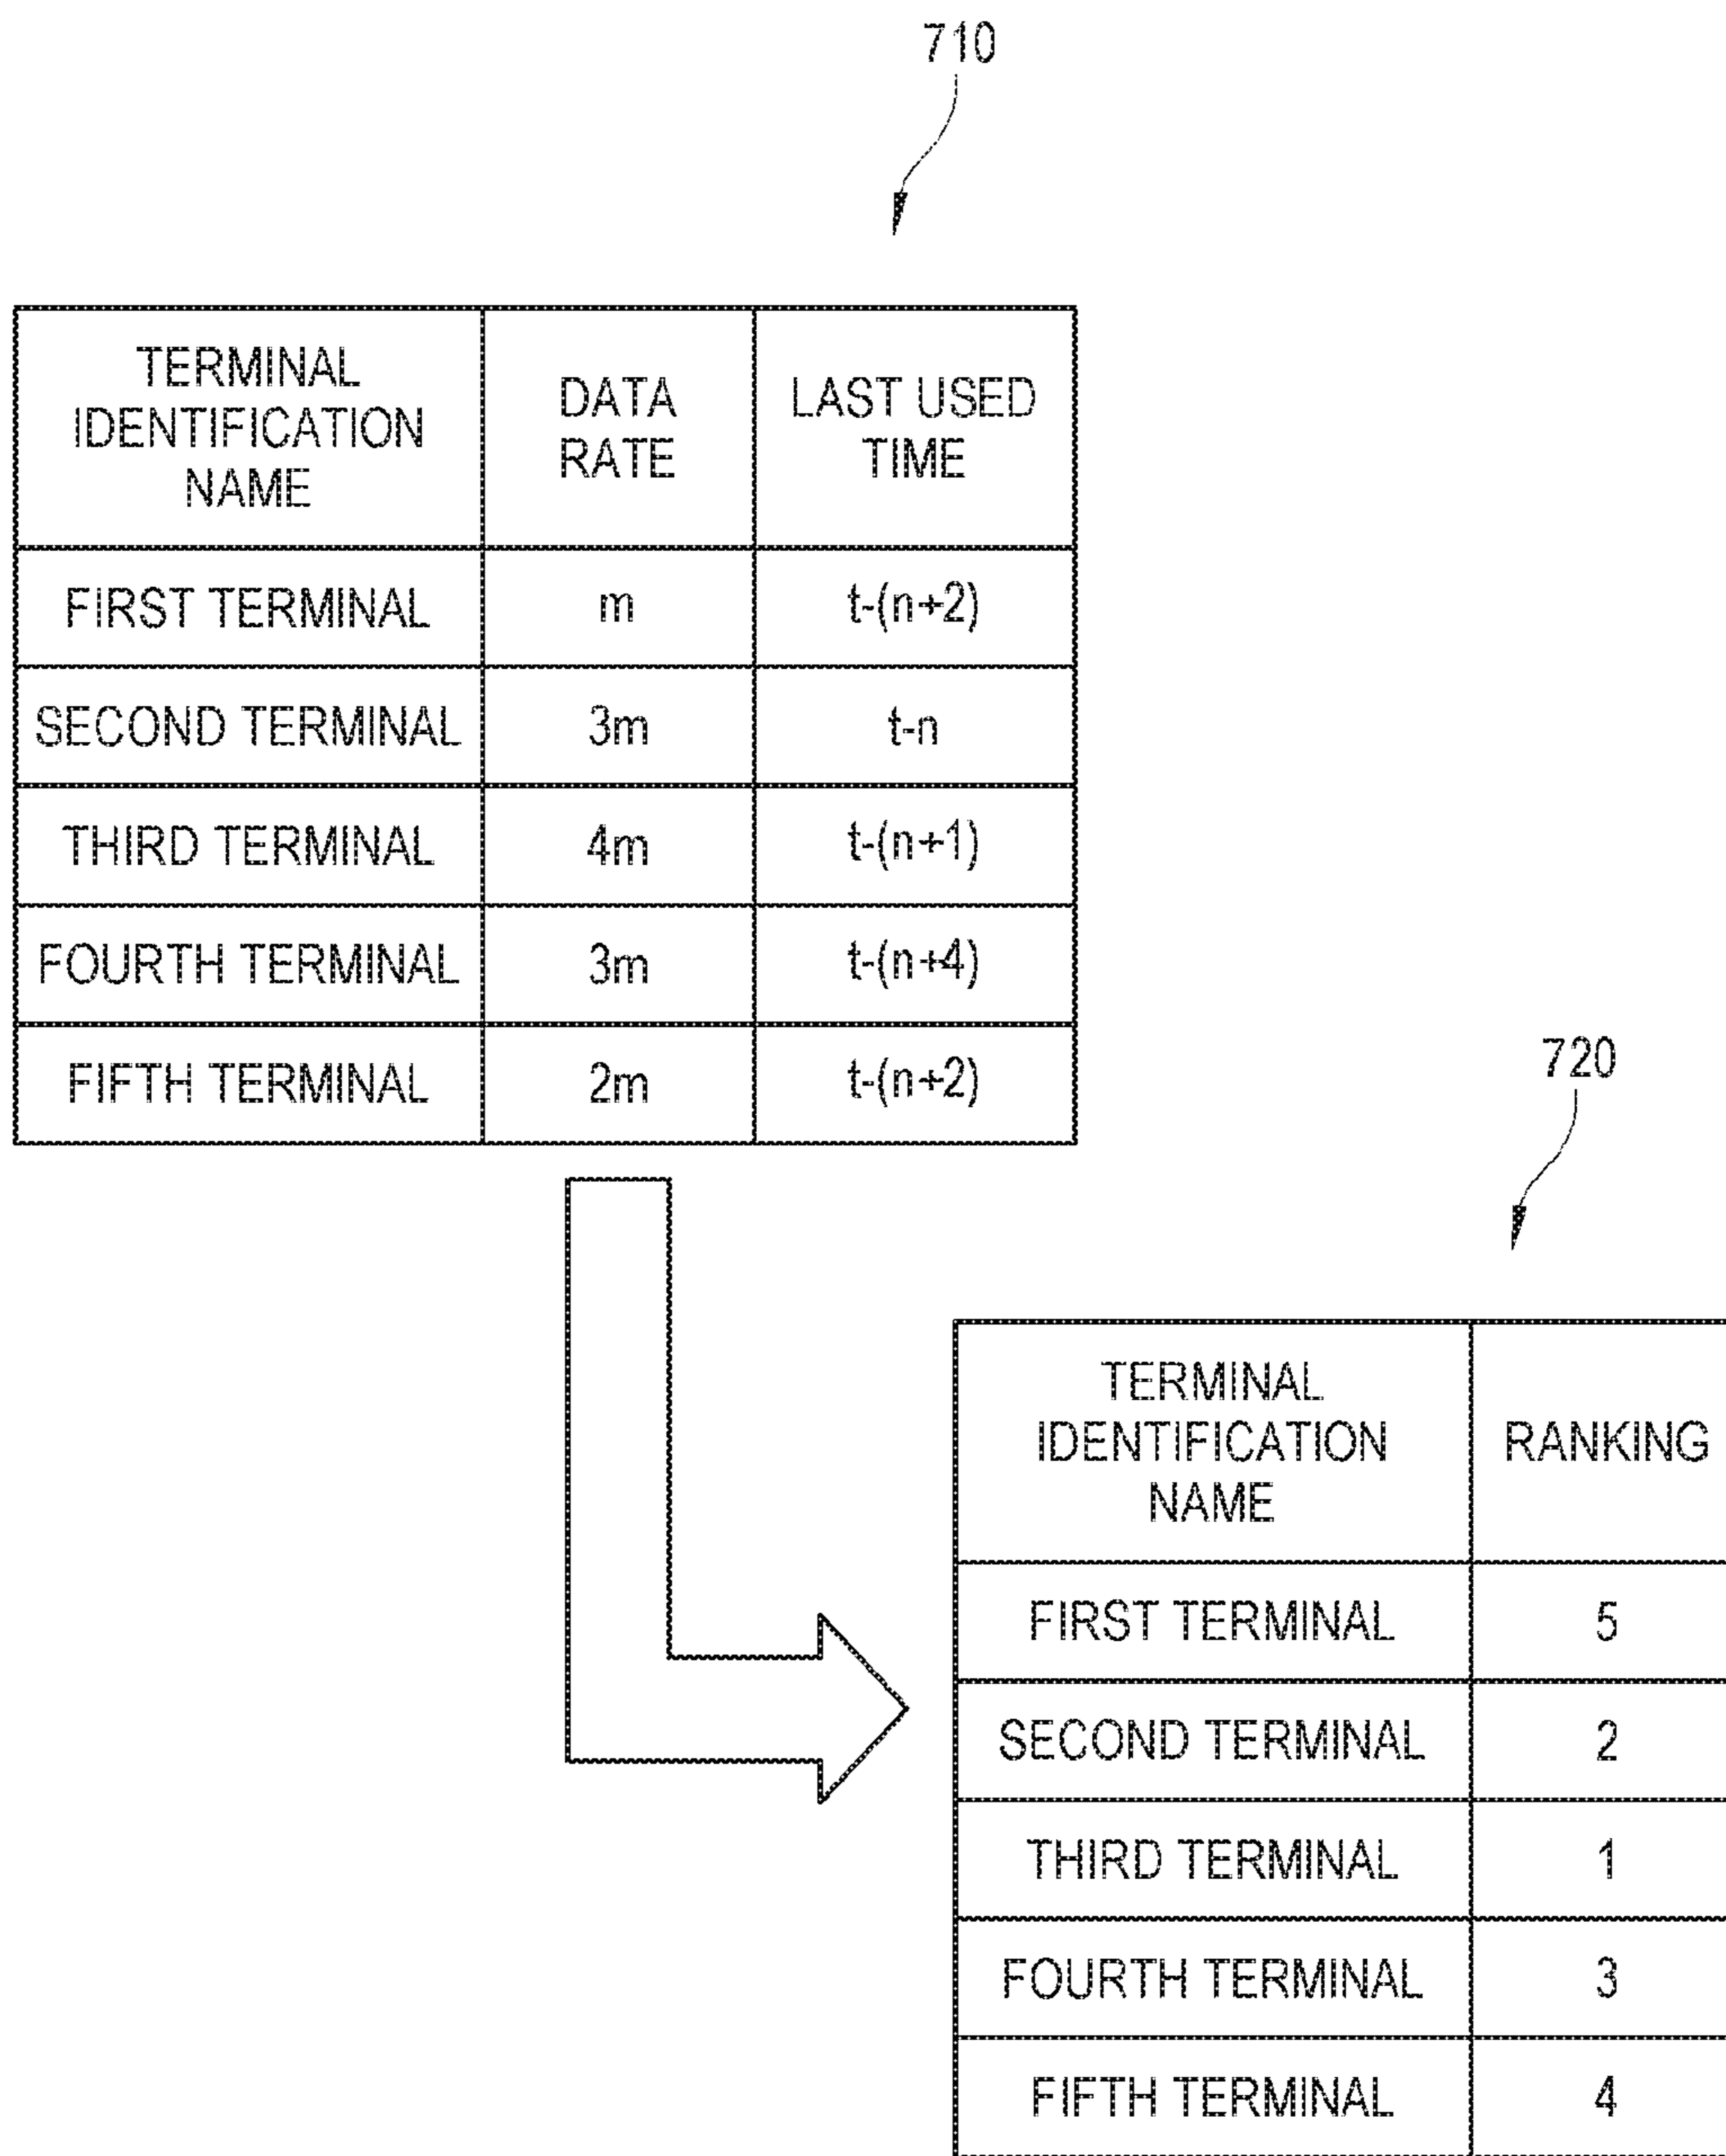 710
TERMINAL
IDENTIFICATION
NAME
DATA
RATE
LAST USED
TIME
FIRST TERMINAL m t-(n+2)
SECOND TERMINAL 3m t-n
THIRD TERMINAL 4m t-(n+1)
FOURTH TERMINAL 3m t-(n+4)
FIFTH TERMINAL 2m t-(n+2)
720
TERMINAL
IDENTIFICATION
NAME
RANKING
FIRST TERMINAL 5
SECOND TERMINAL 2
THIRD TERMINAL 1
FOURTH TERMINAL 3
FIFTH TERMINAL 4